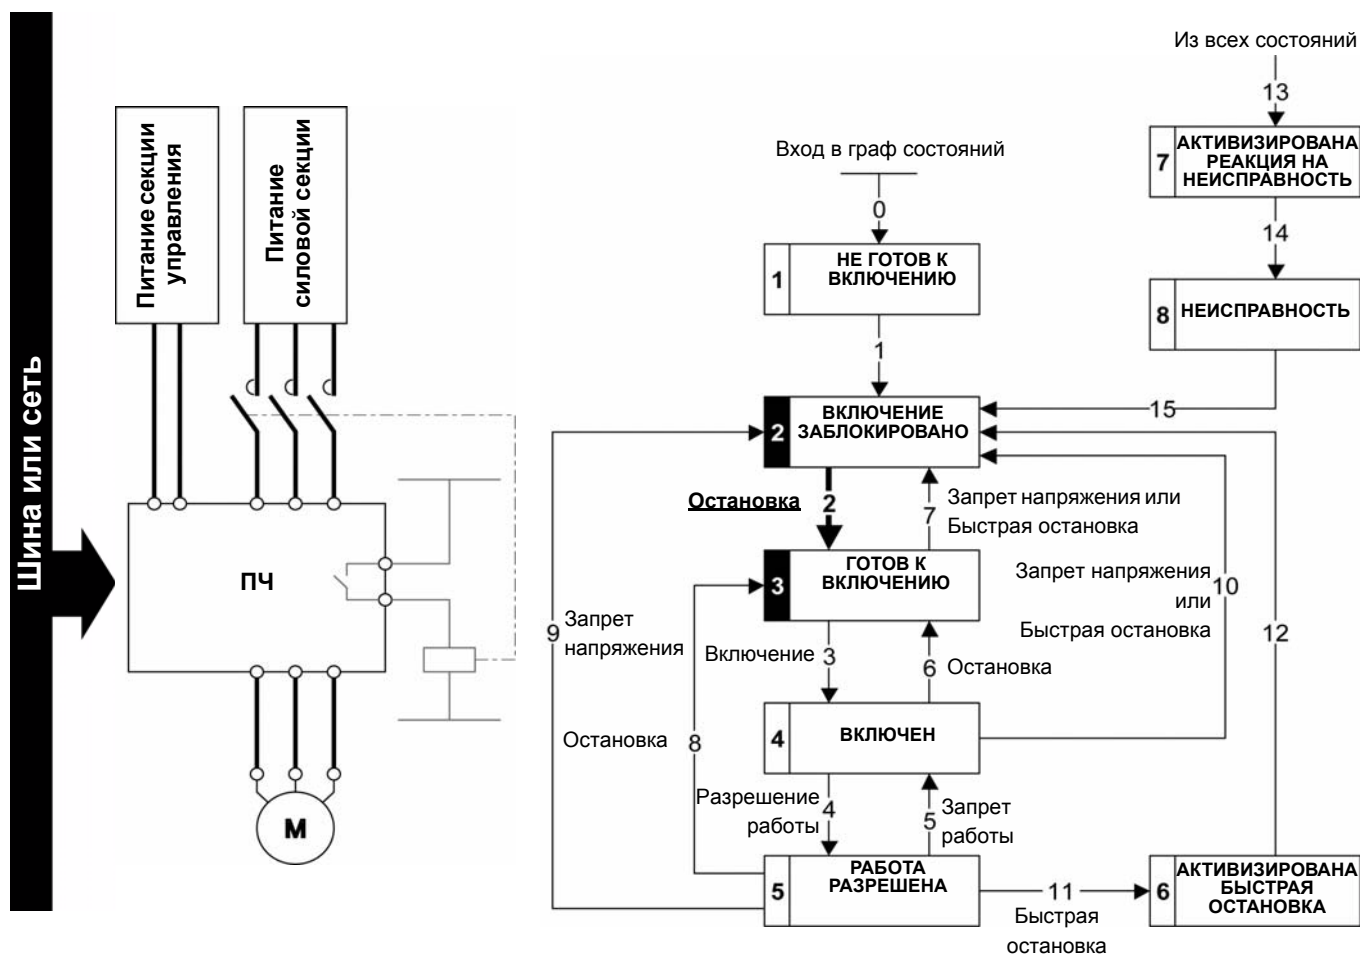 Шина или сеть
Питание секции
управления
Питание
силовой секции
ПЧ
M
Из всех состояний
13
7
АКТИВИЗИРОВАНА
РЕАКЦИЯ НА
НЕИСПРАВНОСТЬ
14
8
НЕИСПРАВНОСТЬ
15
Вход в граф состояний
0
1
НЕ ГОТОВ К
ВКЛЮЧЕНИЮ
1
2
ВКЛЮЧЕНИЕ
ЗАБЛОКИРОВАНО
Остановка
2
7
Запрет напряжения или
Быстрая остановка
3
ГОТОВ К
ВКЛЮЧЕНИЮ
Запрет напряжения
или
Быстрая остановка
10
12
9
Запрет
напряжения
Включение
3
6
Остановка
4
ВКЛЮЧЕН
Остановка
8
Разрешение
работы
4
5
Запрет
работы
5
РАБОТА
РАЗРЕШЕНА
11
Быстрая
остановка
6
АКТИВИЗИРОВАНА
БЫСТРАЯ
ОСТАНОВКА